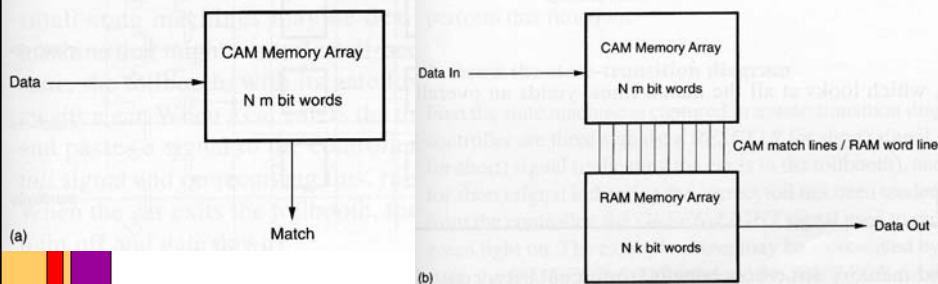 CAM Memory Array
Data
N m bit words
Match
(a)
CAM Memory Array
Data In
N m bit words
CAM match lines / RAM word line
RAM Memory Array
Data Out
N k bit words
(b)